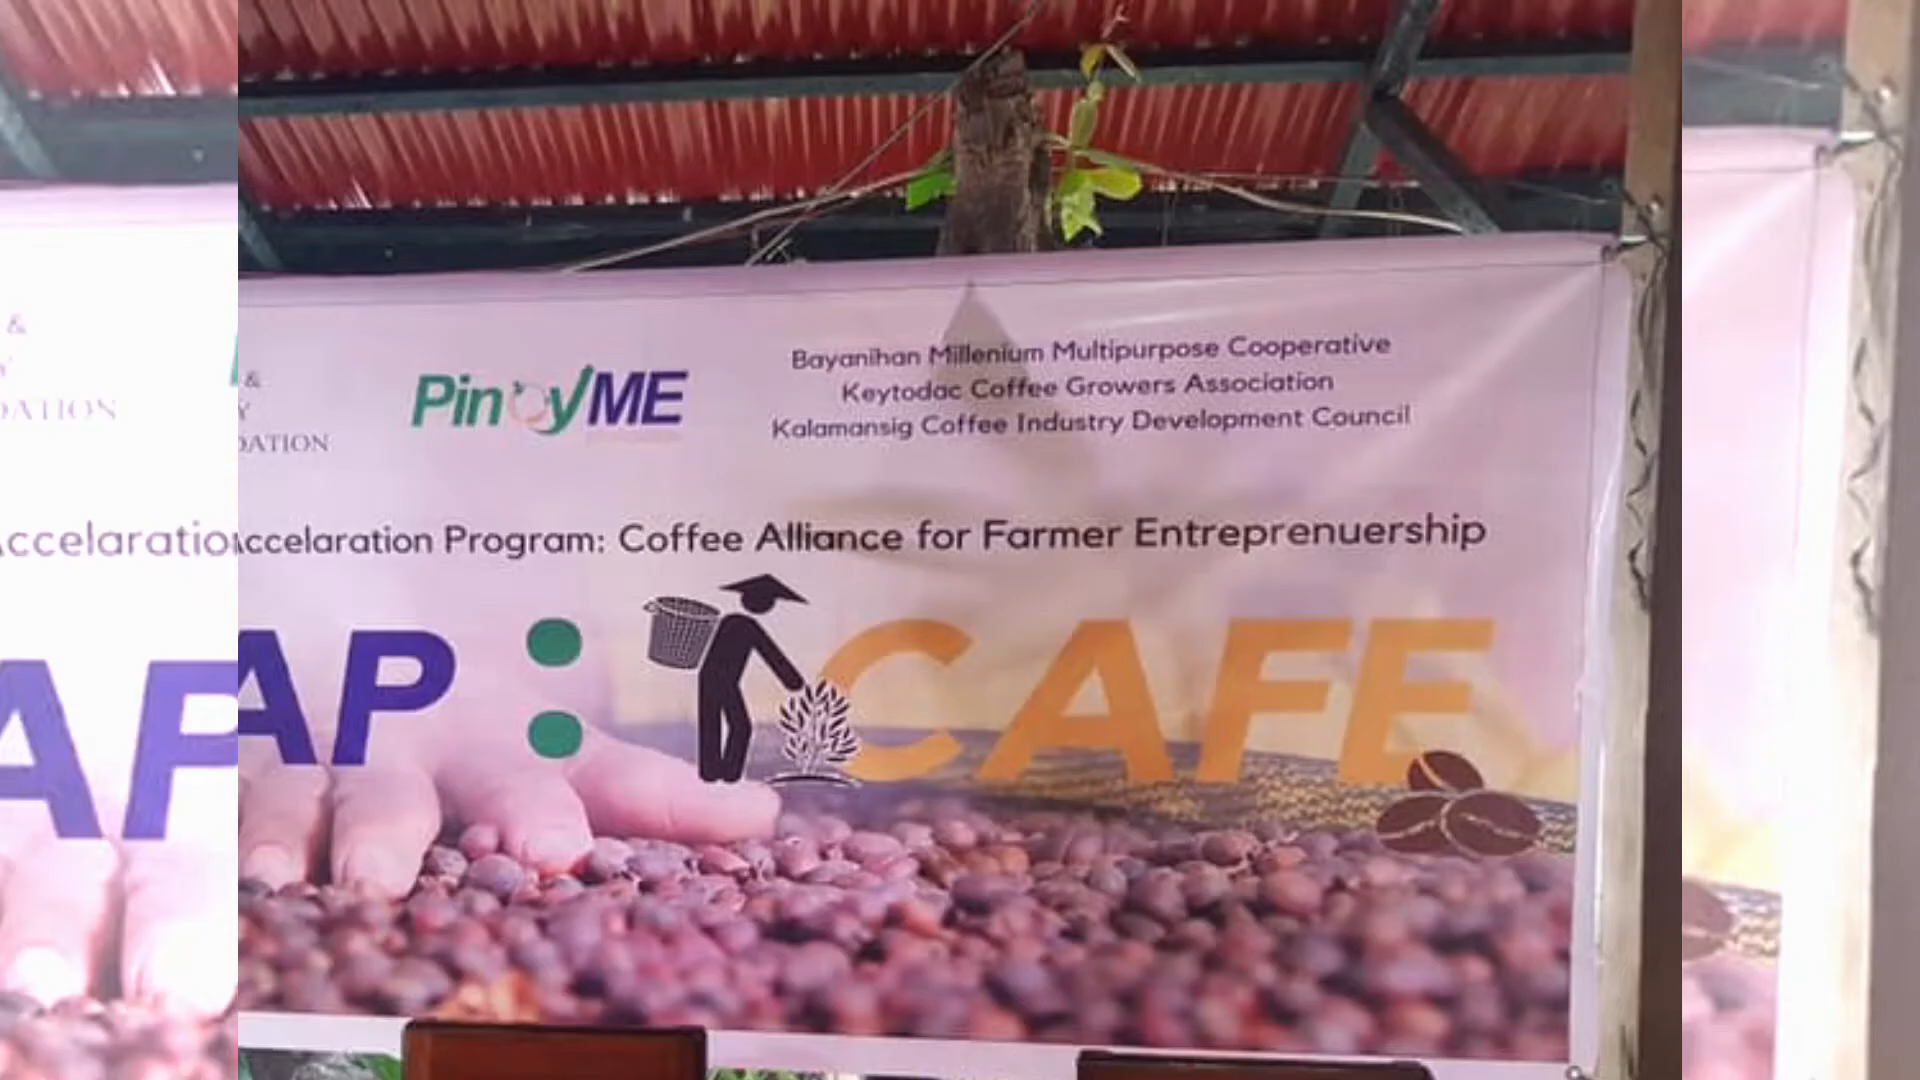 &
Y
DATION
PinoyME
Bayanihan Millenium Multipurpose Cooperative
Keytodac Coffee Growers Association
Kalamansig Coffee Industry Development Council
Accelaration Program: Coffee Alliance for Farmer Entreprenuership
AP : CAFE